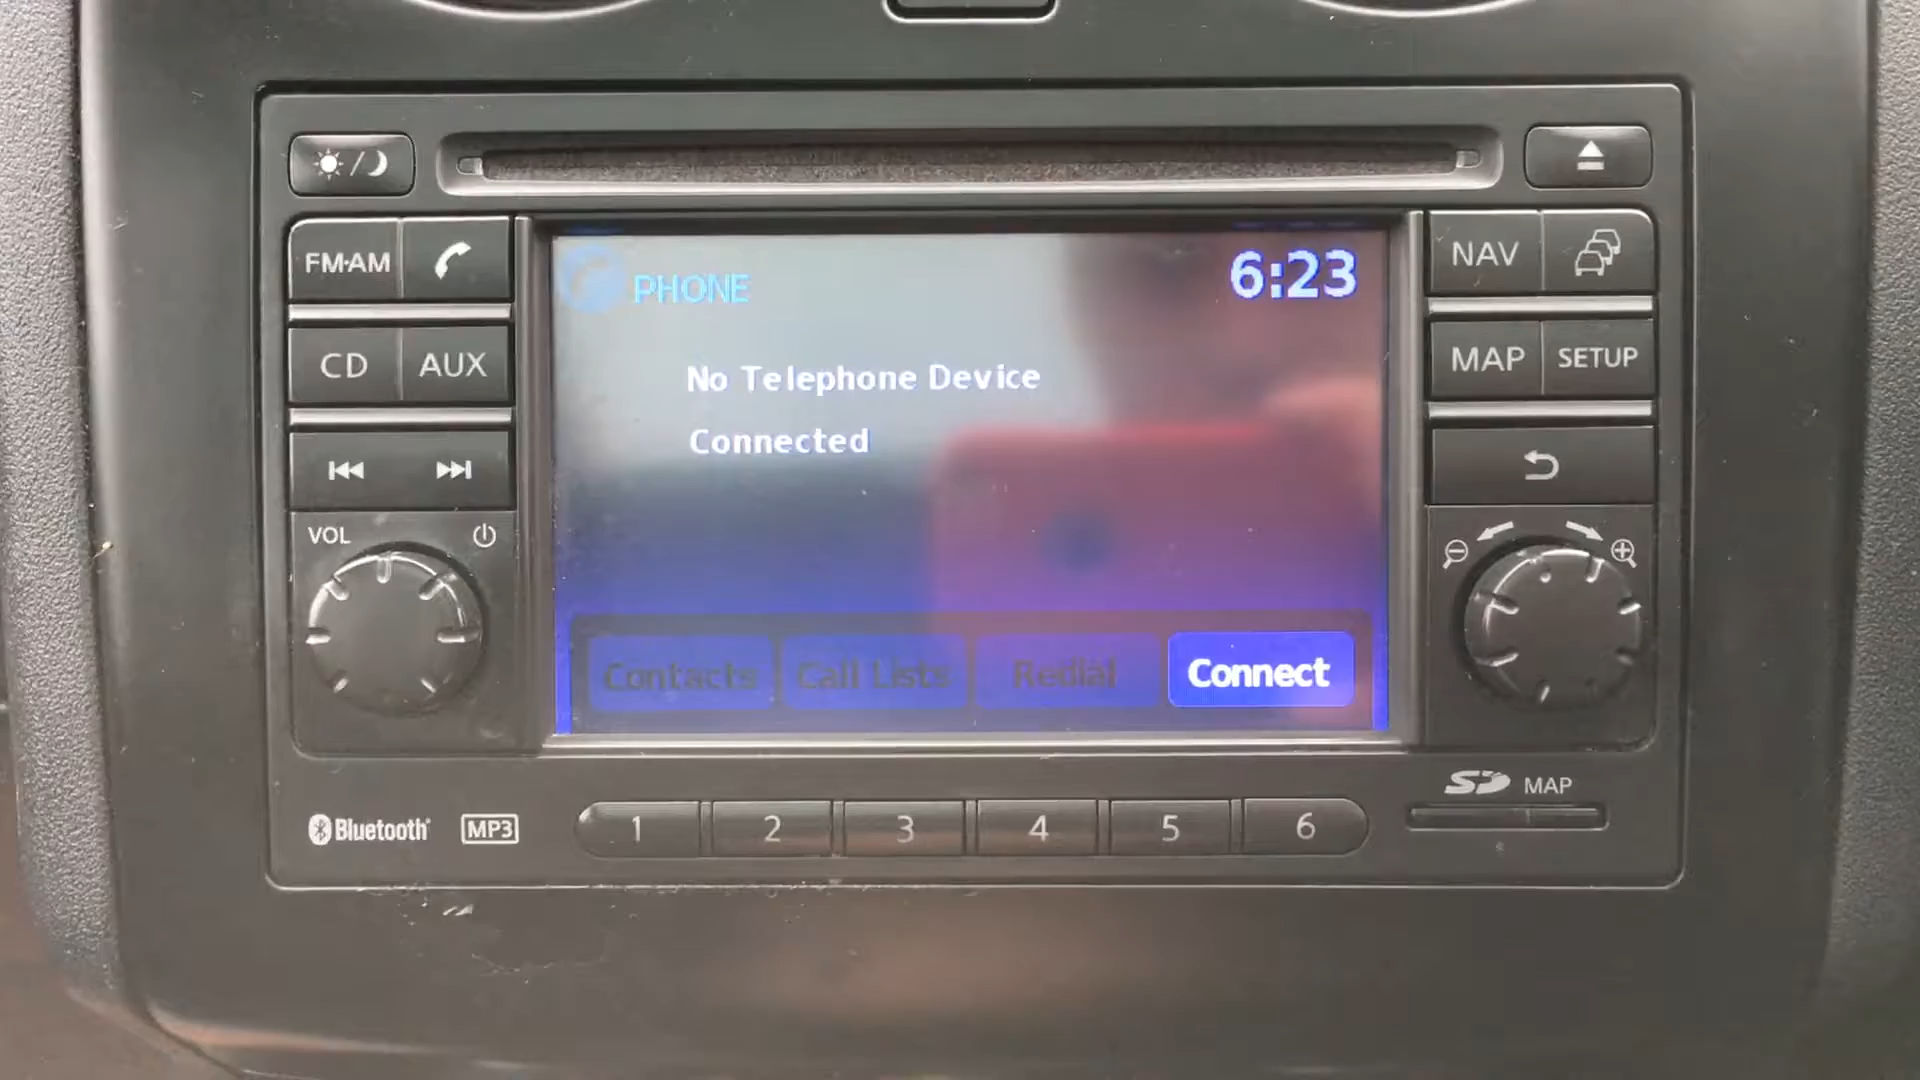 FM·AM
CD
AUX
VOL
PHONE
6:23
No Telephone Device
Connected
Contacts
Call Lists
Redial
Connect
NAV
MAP
SETUP
Bluetooth
MP3
1
2
3
4
5
6
SD
MAP